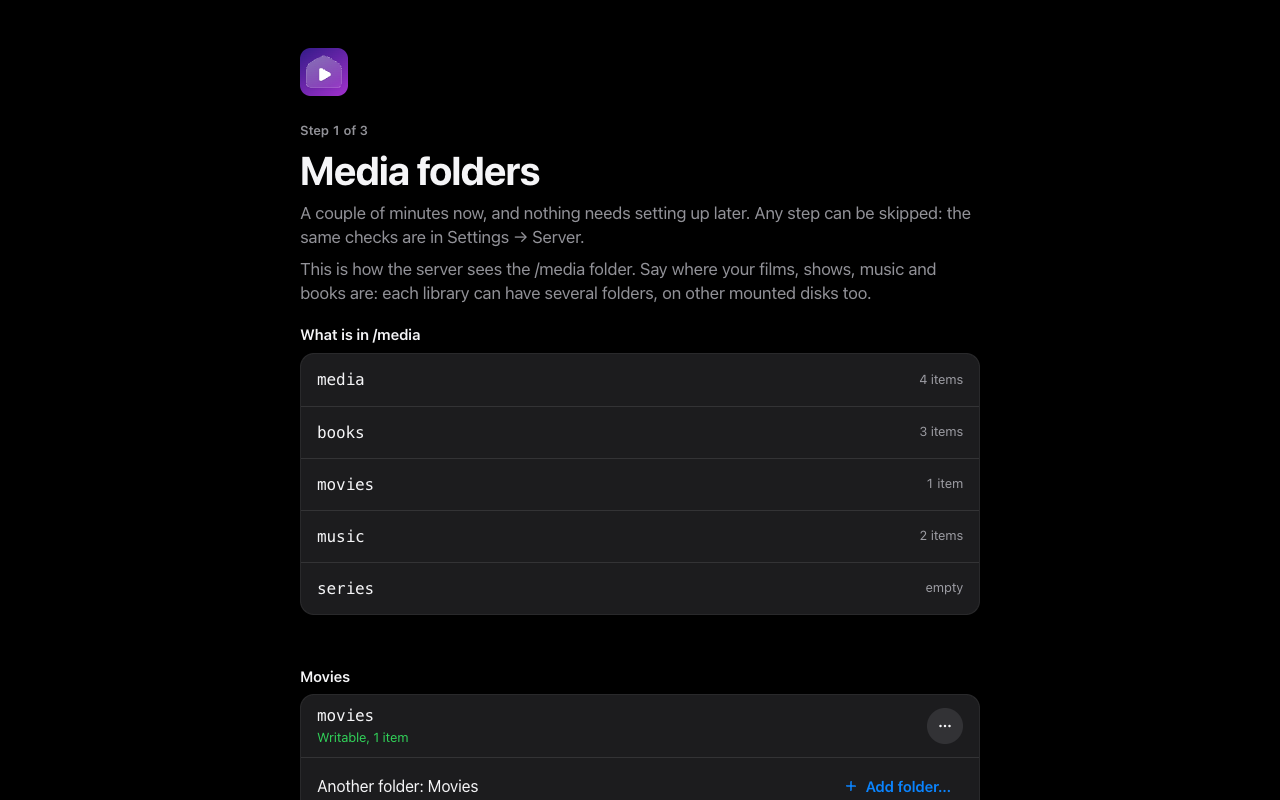 Step 1 of 3
Media folders
A couple of minutes now, and nothing needs setting up later. Any step can be skipped: the
same checks are in Settings → Server.
This is how the server sees the /media folder. Say where your films, shows, music and
books are: each library can have several folders, on other mounted disks too.
What is in /media
media 4 items
books 3 items
movies 1 item
music 2 items
series empty
Movies
movies
Writable, 1 item
Another folder: Movies + Add folder...